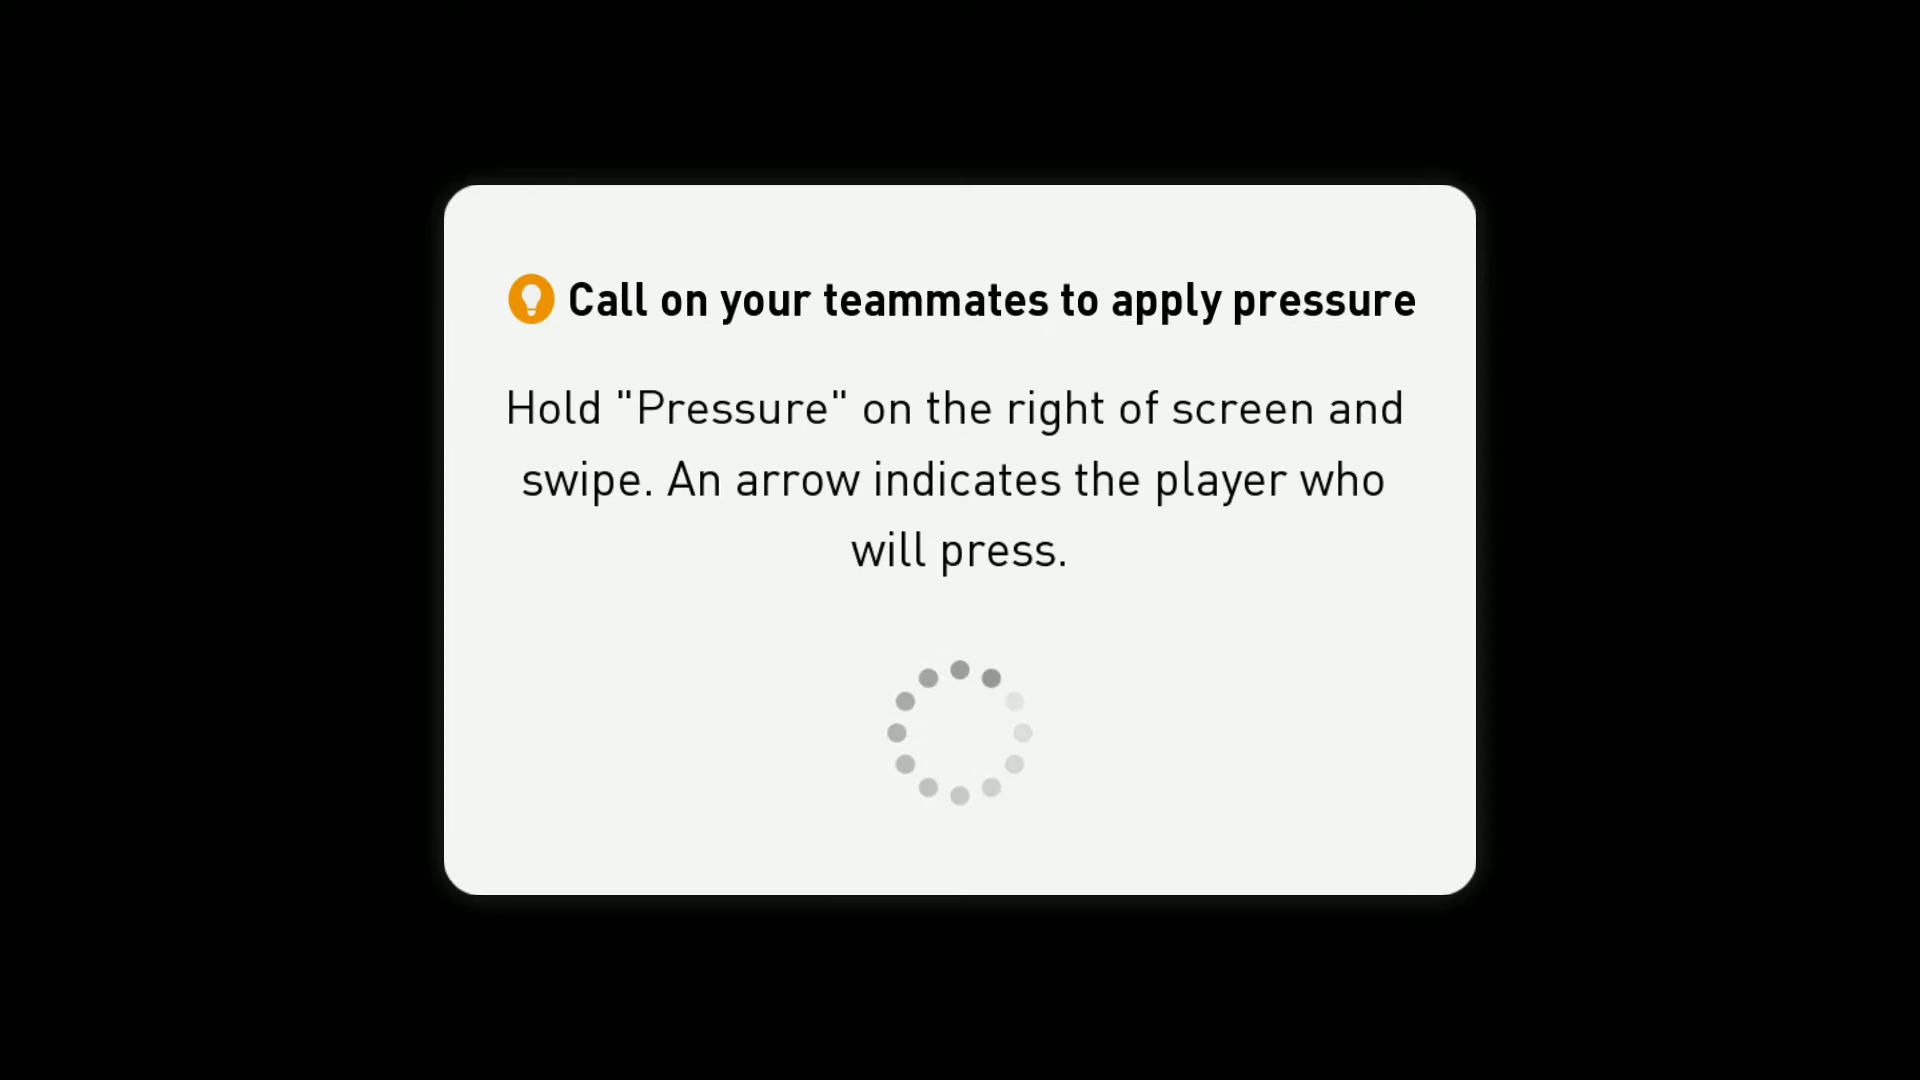 Call on your teammates to apply pressure
Hold "Pressure" on the right of screen and
swipe. An arrow indicates the player who
will press.